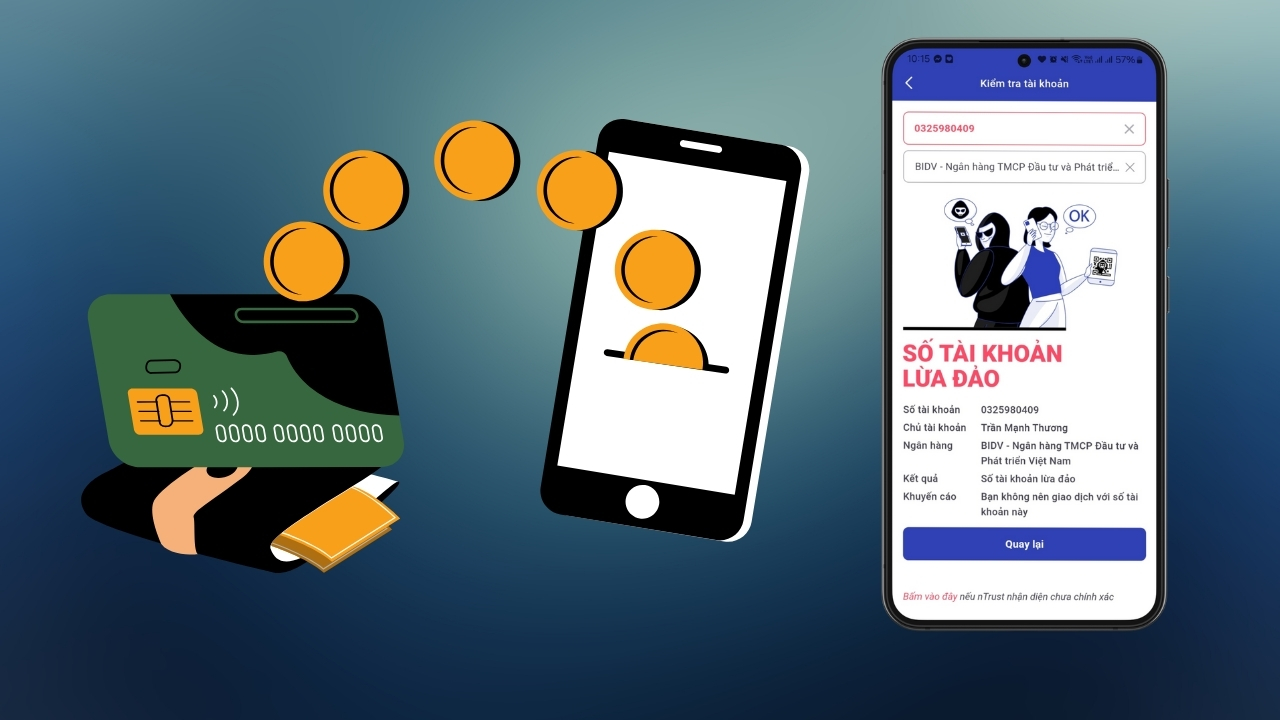 0000 0000 0000
10:15
57%
Kiểm tra tài khoản
0325980409
BIDV - Ngân hàng TMCP Đầu tư và Phát triể...
OK
SỐ TÀI KHOẢN
LỪA ĐẢO
Số tài khoản 0325980409
Chủ tài khoản Trần Mạnh Thương
Ngân hàng BIDV - Ngân hàng TMCP Đầu tư và
Phát triển Việt Nam
Kết quả Số tài khoản lừa đảo
Khuyến cáo Bạn không nên giao dịch với số tài
khoản này
Quay lại
Bấm vào đây nếu nTrust nhận diện chưa chính xác